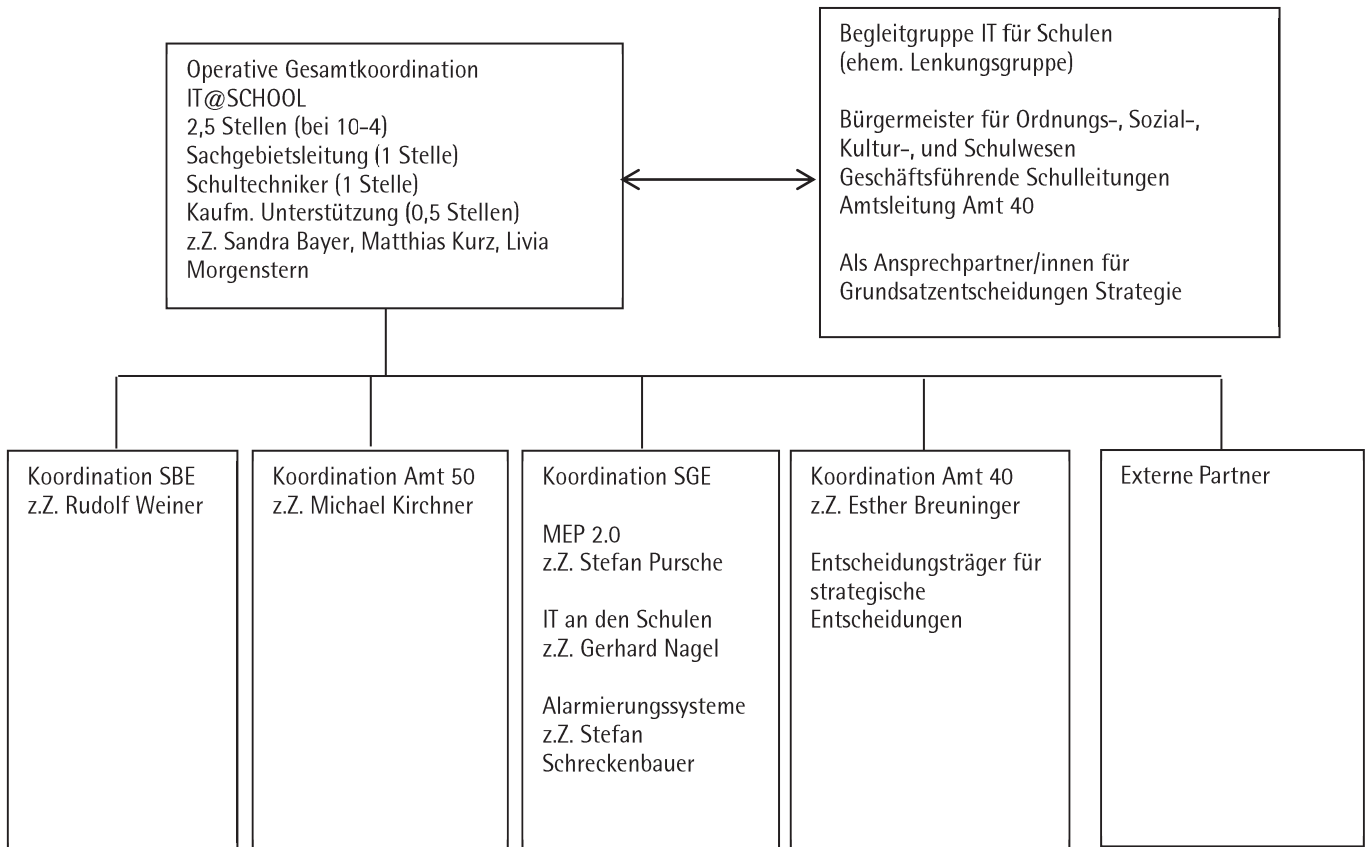 Operative Gesamtkoordination
IT@SCHOOL
2,5 Stellen (bei 10-4)
Sachgebietsleitung (1 Stelle)
Schultechniker (1 Stelle)
Kaufm. Unterstützung (0,5 Stellen)
z.Z. Sandra Bayer, Matthias Kurz, Livia
Morgenstern
Begleitgruppe IT für Schulen
(ehem. Lenkungsgruppe)
Bürgermeister für Ordnungs-, Sozial-,
Kultur-, und Schulwesen
Geschäftsführende Schulleitungen
Amtsleitung Amt 40
Als Ansprechpartner/innen für
Grundsatzentscheidungen Strategie
Koordination SBE
z.Z. Rudolf Weiner
Koordination Amt 50
z.Z. Michael Kirchner
Koordination SGE
MEP 2.0
z.Z. Stefan Pursche
IT an den Schulen
z.Z. Gerhard Nagel
Alarmierungssysteme
z.Z. Stefan
Schreckenbauer
Koordination Amt 40
z.Z. Esther Breuninger
Entscheidungsträger für
strategische
Entscheidungen
Externe Partner